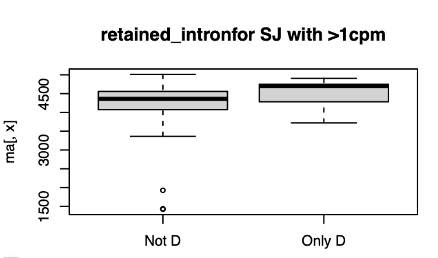 retained_intronfor SJ with >1cpm
ma[, x]
4500
3000
1500
Not D
Only D